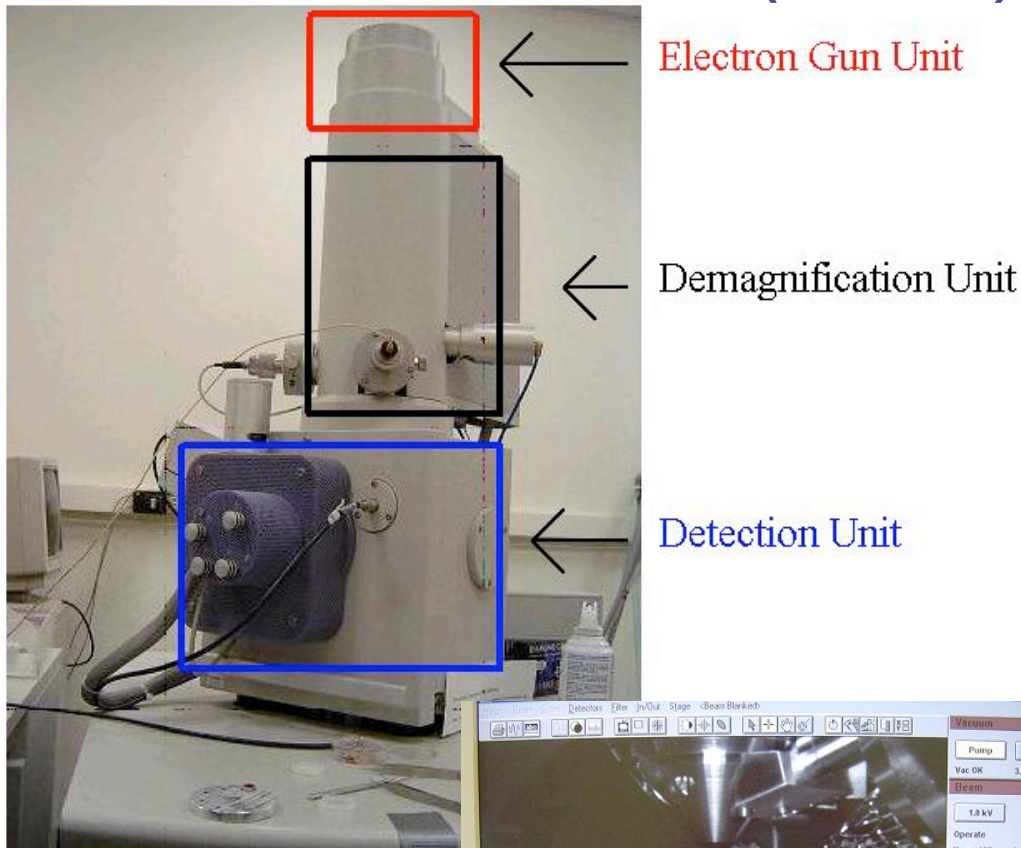 Electron Gun Unit
Demagnification Unit
Detection Unit
Detectors Filter In/Out Stage <Beam Blanked>
Vacuum
Pump
Vac OK 3.
Beam
1.0 kV
Operate